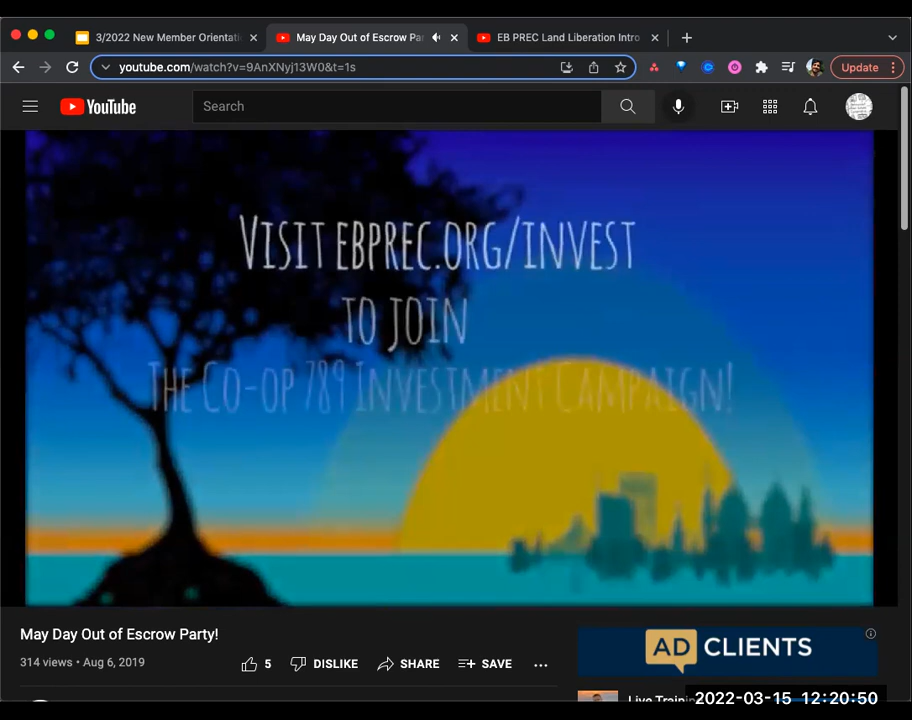 3/2022 New Member Orientati
May Day Out of Escrow Par
EB PREC Land Liberation Intro
youtube.com/watch?v=9AnXNyj13W0&t=1s
Update
YouTube
Search
VISIT EBPREC.ORG/INVEST
TO JOIN
THE CO-OP 789 INVESTMENT CAMPAIGN!
May Day Out of Escrow Party!
314 views • Aug 6, 2019
5
DISLIKE
SHARE
SAVE
AD CLIENTS
Live Trainin
2022-03-15 12:20:50